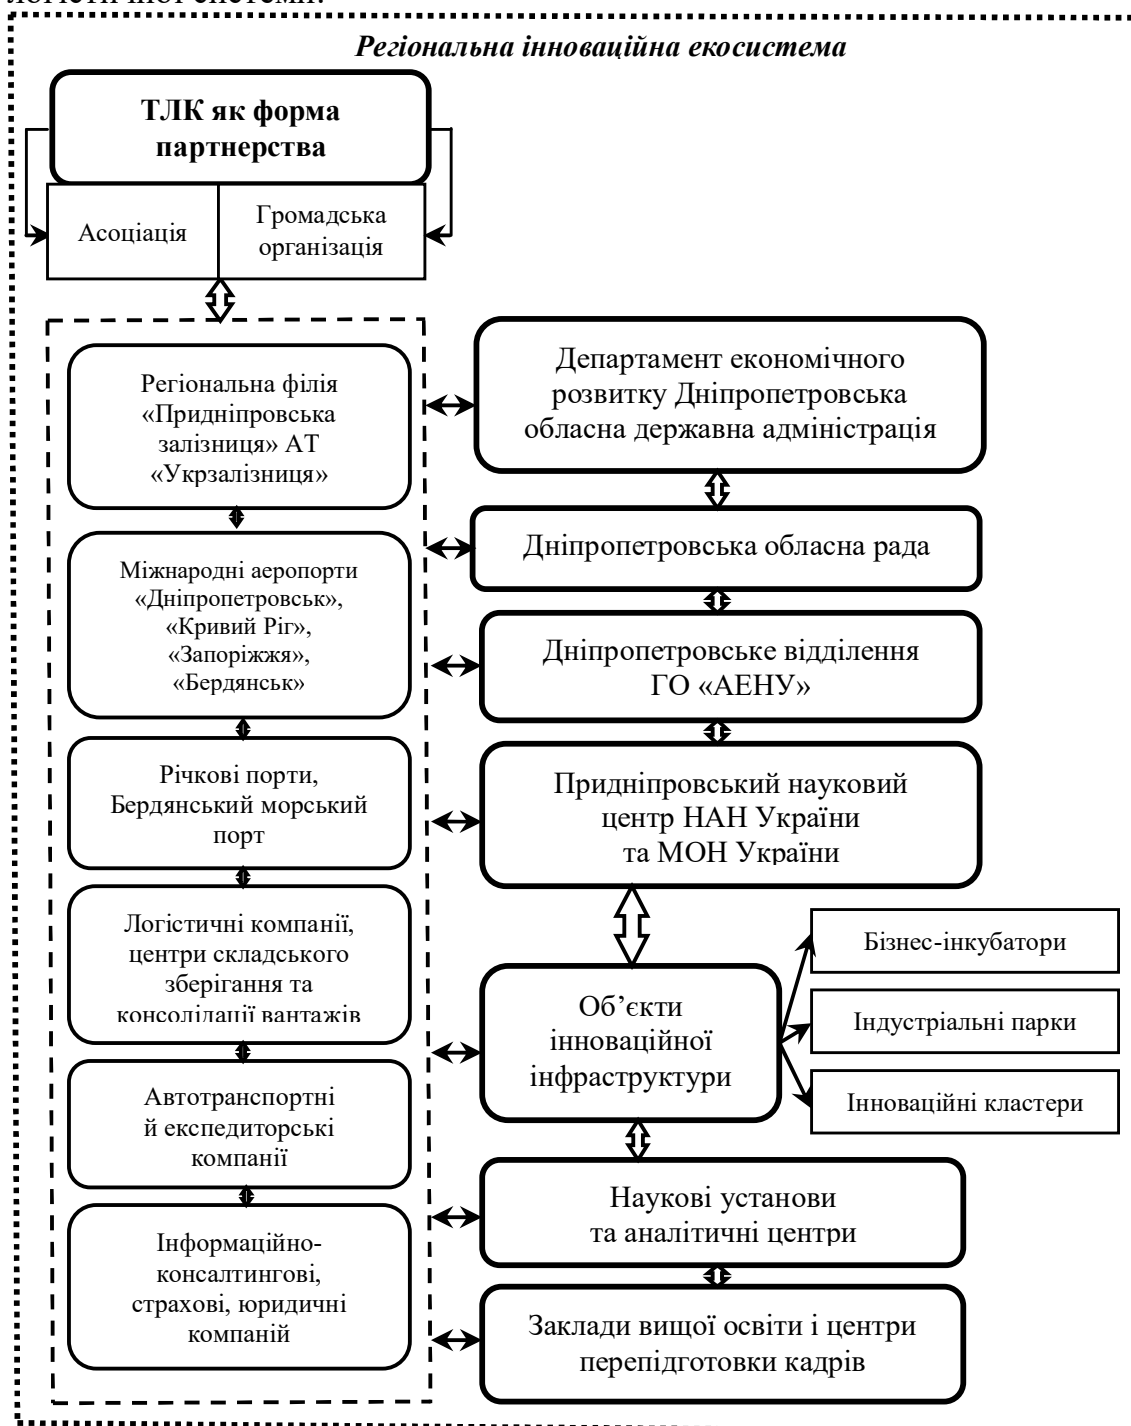 логістичної системи.
Регіональна інноваційна екосистема
ТЛК як форма
партнерства
Асоціація
Громадська
організація
Регіональна філія
«Придніпровська
залізниця» АТ
«Укрзалізниця»
Міжнародні аеропорти
«Дніпропетровськ»,
«Кривий Ріг»,
«Запоріжжя»,
«Бердянськ»
Річкові порти,
Бердянський морський
порт
Логістичні компанії,
центри складського
зберігання та
консолідації вантажів
Автотранспортні
й експедиторські
компанії
Інформаційно-
консалтингові,
страхові, юридичні
компаній
Департамент економічного
розвитку Дніпропетровська
обласна державна адміністрація
Дніпропетровська обласна рада
Дніпропетровське відділення
ГО «АЕНУ»
Придніпровський науковий
центр НАН України
та МОН України
Об’єкти
інноваційної
інфраструктури
Бізнес-інкубатори
Індустріальні парки
Інноваційні кластери
Наукові установи
та аналітичні центри
Заклади вищої освіти і центри
перепідготовки кадрів